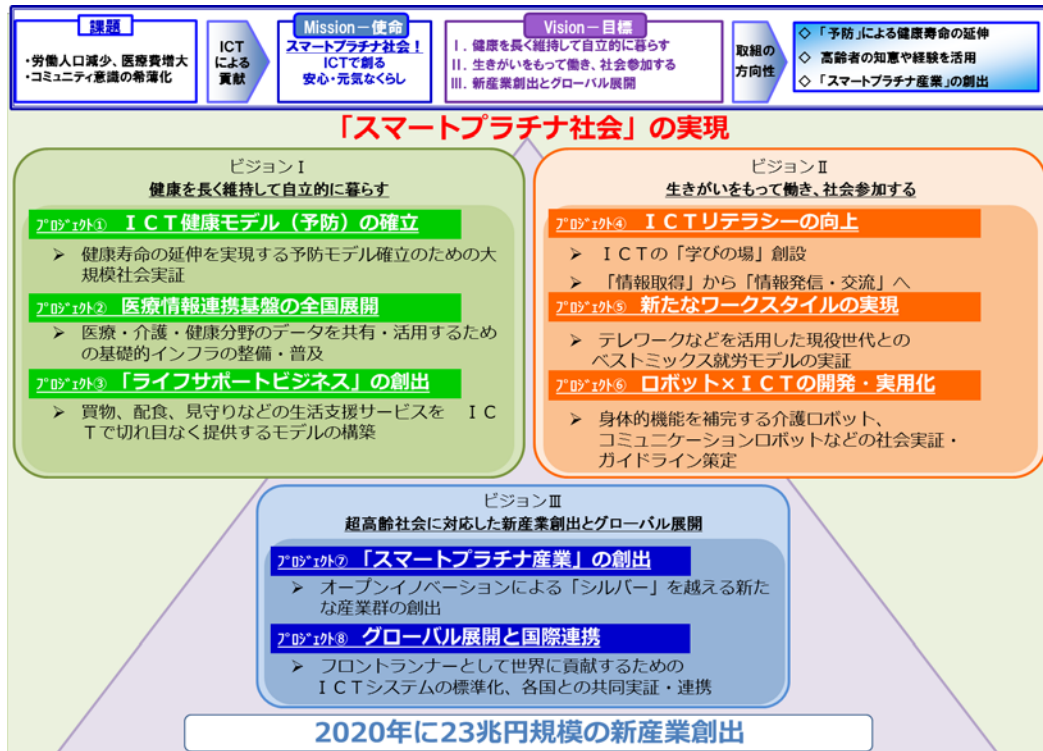 課題
・労働人口減少、医療費増大
・コミュニティ意識の希薄化
ICT
による
貢献
Mission－使命
スマートプラチナ社会！
ICTで創る
安心・元気なくらし
Vision－目標
Ⅰ. 健康を長く維持して自立的に暮らす
Ⅱ. 生きがいをもって働き、社会参加する
Ⅲ. 新産業創出とグローバル展開
取組の
方向性
◇ 「予防」による健康寿命の延伸
◇ 高齢者の知恵や経験を活用
◇ 「スマートプラチナ産業」の創出
「スマートプラチナ社会」の実現
ビジョンⅠ
健康を長く維持して自立的に暮らす
ﾌﾟﾛｼﾞｪｸﾄ① ＩＣＴ健康モデル（予防）の確立
➢ 健康寿命の延伸を実現する予防モデル確立のための大
規模社会実証
ﾌﾟﾛｼﾞｪｸﾄ② 医療情報連携基盤の全国展開
➢ 医療・介護・健康分野のデータを共有・活用するため
の基礎的インフラの整備・普及
ﾌﾟﾛｼﾞｪｸﾄ③ 「ライフサポートビジネス」の創出
➢ 買物、配食、見守りなどの生活支援サービスを　ＩＣ
Ｔで切れ目なく提供するモデルの構築
ビジョンⅡ
生きがいをもって働き、社会参加する
ﾌﾟﾛｼﾞｪｸﾄ④ ＩＣＴリテラシーの向上
➢ ＩＣＴの「学びの場」創設
➢ 「情報取得」から「情報発信・交流」へ
ﾌﾟﾛｼﾞｪｸﾄ⑤ 新たなワークスタイルの実現
➢ テレワークなどを活用した現役世代との
ベストミックス就労モデルの実証
ﾌﾟﾛｼﾞｪｸﾄ⑥ ロボット×ＩＣＴの開発・実用化
➢ 身体的機能を補完する介護ロボット、
コミュニケーションロボットなどの社会実証・
ガイドライン策定
ビジョンⅢ
超高齢社会に対応した新産業創出とグローバル展開
ﾌﾟﾛｼﾞｪｸﾄ⑦ 「スマートプラチナ産業」の創出
➢ オープンイノベーションによる「シルバー」を越える新た
な産業群の創出
ﾌﾟﾛｼﾞｪｸﾄ⑧ グローバル展開と国際連携
➢ フロントランナーとして世界に貢献するための
ＩＣＴシステムの標準化、各国との共同実証・連携
2020年に23兆円規模の新産業創出